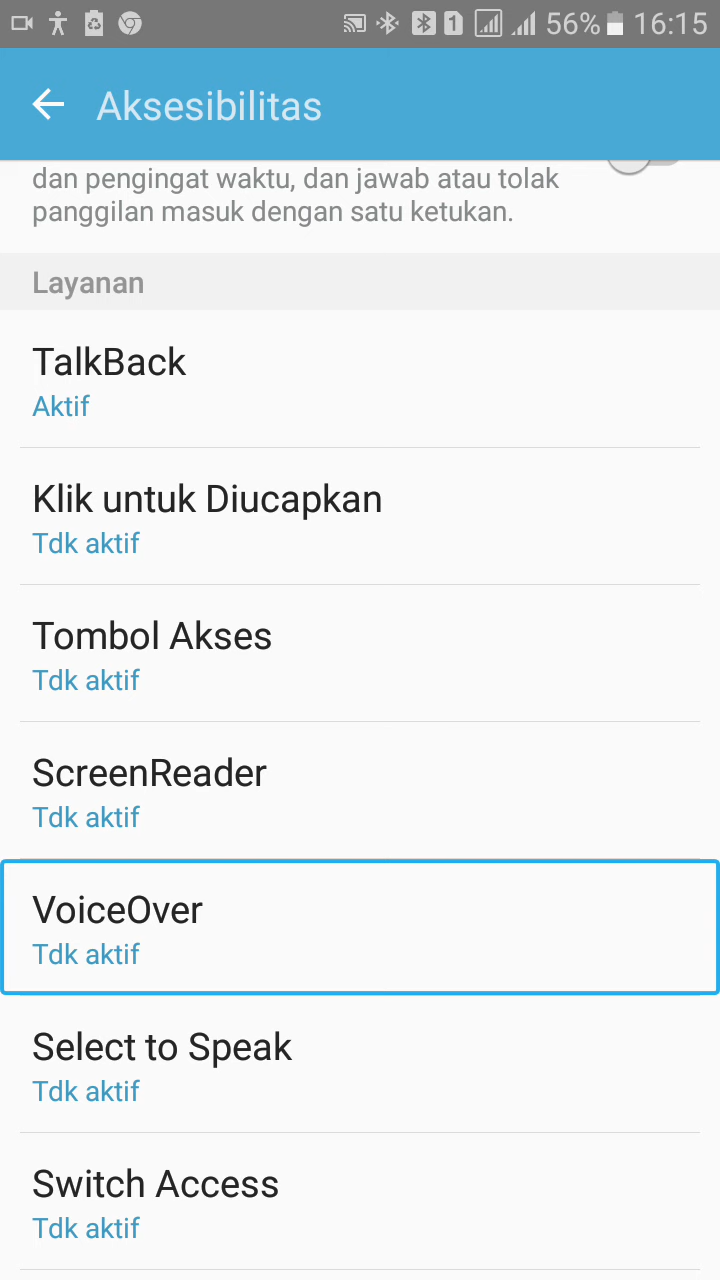 56% 16:15
Aksesibilitas
dan pengingat waktu, dan jawab atau tolak
panggilan masuk dengan satu ketukan.
Layanan
TalkBack
Aktif
Klik untuk Diucapkan
Tdk aktif
Tombol Akses
Tdk aktif
ScreenReader
Tdk aktif
VoiceOver
Tdk aktif
Select to Speak
Tdk aktif
Switch Access
Tdk aktif